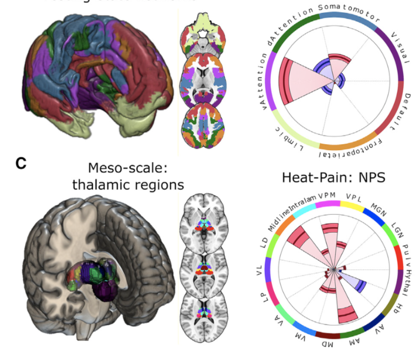 dAttention
Somatomotor
Visual
Default
Frontoparietal
Limbic
vAttention
C
Meso-scale:
thalamic regions
Heat-Pain: NPS
Midline
Intralam
VPM
VPL
MGN
LGN
Pulv
Hythal
Hb
AV
AM
MD
VM
VA
LP
VL
LD